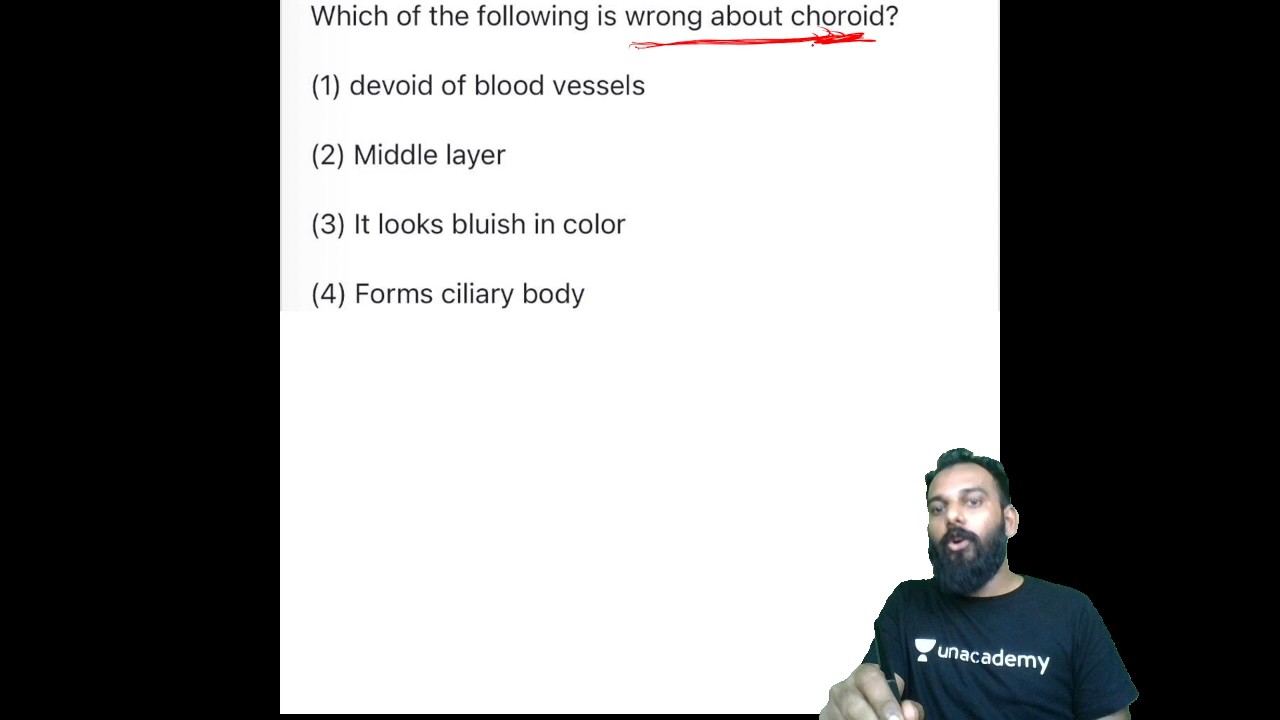 Which of the following is wrong about choroid?
(1) devoid of blood vessels
(2) Middle layer
(3) It looks bluish in color
(4) Forms ciliary body
unacademy